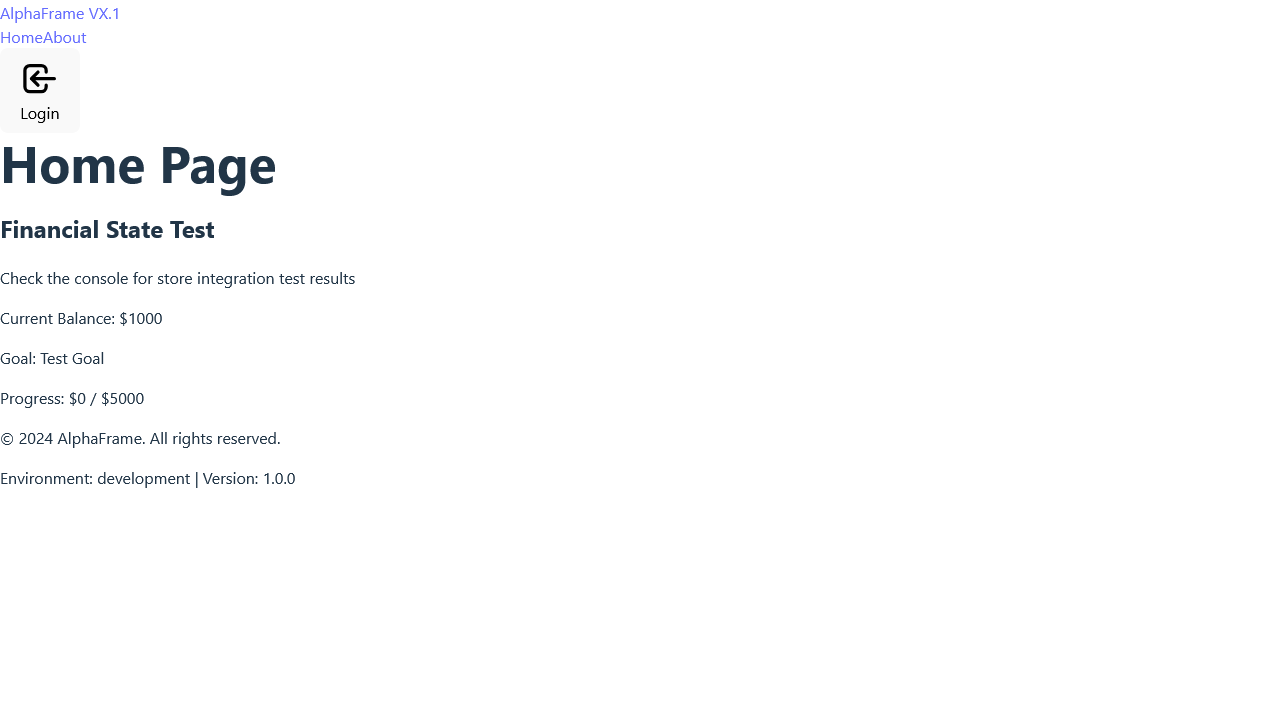 AlphaFrame VX.1
HomeAbout
Login
Home Page
Financial State Test
Check the console for store integration test results
Current Balance: $1000
Goal: Test Goal
Progress: $0 / $5000
© 2024 AlphaFrame. All rights reserved.
Environment: development | Version: 1.0.0